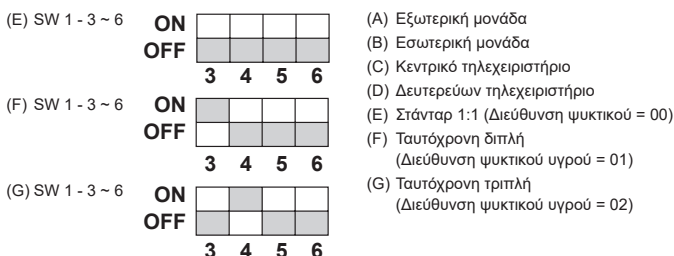 (E) SW 1 - 3 ~ 6
ON
OFF
3 4 5 6
(F) SW 1 - 3 ~ 6
ON
OFF
3 4 5 6
(G) SW 1 - 3 ~ 6
ON
OFF
3 4 5 6
(A) Εξωτερική μονάδα
(B) Εσωτερική μονάδα
(C) Κεντρικό τηλεχειριστήριο
(D) Δευτερεύων τηλεχειριστήριο
(E) Στάνταρ 1:1 (Διεύθυνση ψυκτικού = 00)
(F) Ταυτόχρονη διπλή
(Διεύθυνση ψυκτικού υγρού = 01)
(G) Ταυτόχρονη τριπλή
(Διεύθυνση ψυκτικού υγρού = 02)